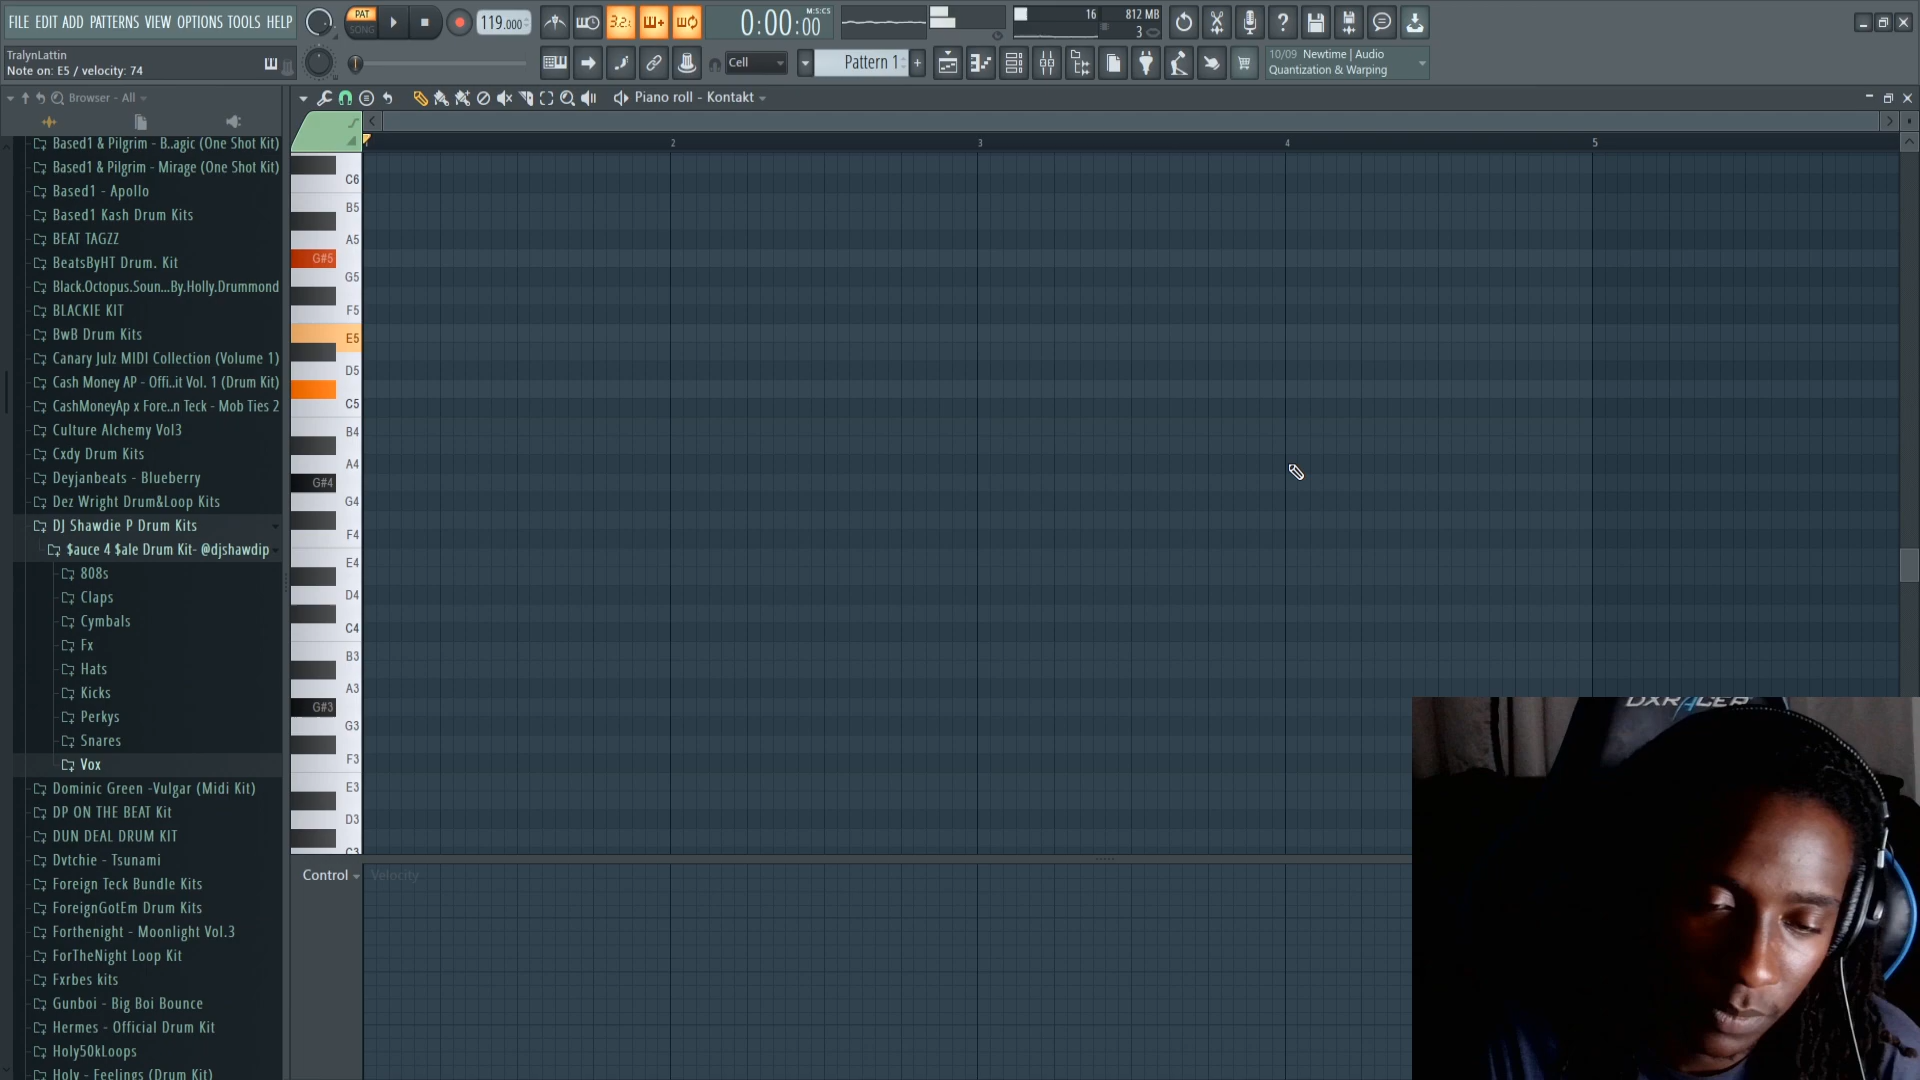 FILE EDIT ADD PATTERNS VIEW OPTIONS TOOLS HELP
PAT
SONG
119.000
3.2.
0:00:00
M:S:CS
16
812 MB
3
TralynLattin
Note on: E5 / velocity: 74
Cell
Pattern 1
10/09 Newtime | Audio
Quantization & Warping
Browser - All
Piano roll - Kontakt
2
3
4
5
Based1 & Pilgrim - B..agic (One Shot Kit)
Based1 & Pilgrim - Mirage (One Shot Kit)
Based1 - Apollo
Based1 Kash Drum Kits
BEAT TAGZZ
BeatsByHT Drum. Kit
Black.Octopus.Soun...By.Holly.Drummond
BLACKIE KIT
BwB Drum Kits
Canary Julz MIDI Collection (Volume 1)
Cash Money AP - Offi..it Vol. 1 (Drum Kit)
CashMoneyAp x Fore..n Teck - Mob Ties 2
Culture Alchemy Vol3
Cxdy Drum Kits
Deyjanbeats - Blueberry
Dez Wright Drum&Loop Kits
DJ Shawdie P Drum Kits
$auce 4 $ale Drum Kit- @djshawdip
808s
Claps
Cymbals
Fx
Hats
Kicks
Perkys
Snares
Vox
Dominic Green -Vulgar (Midi Kit)
DP ON THE BEAT Kit
DUN DEAL DRUM KIT
Dvtchie - Tsunami
Foreign Teck Bundle Kits
ForeignGotEm Drum Kits
Forthenight - Moonlight Vol.3
ForTheNight Loop Kit
Fxrbes kits
Gunboi - Big Boi Bounce
Hermes - Official Drum Kit
Holy50kLoops
Holy - Feelings (Drum Kit)
C6
B5
A5
G#5
G5
F5
E5
D5
C5
B4
A4
G#4
G4
F4
E4
D4
C4
B3
A3
G#3
G3
F3
E3
D3
C3
Control
Velocity
DXRACER